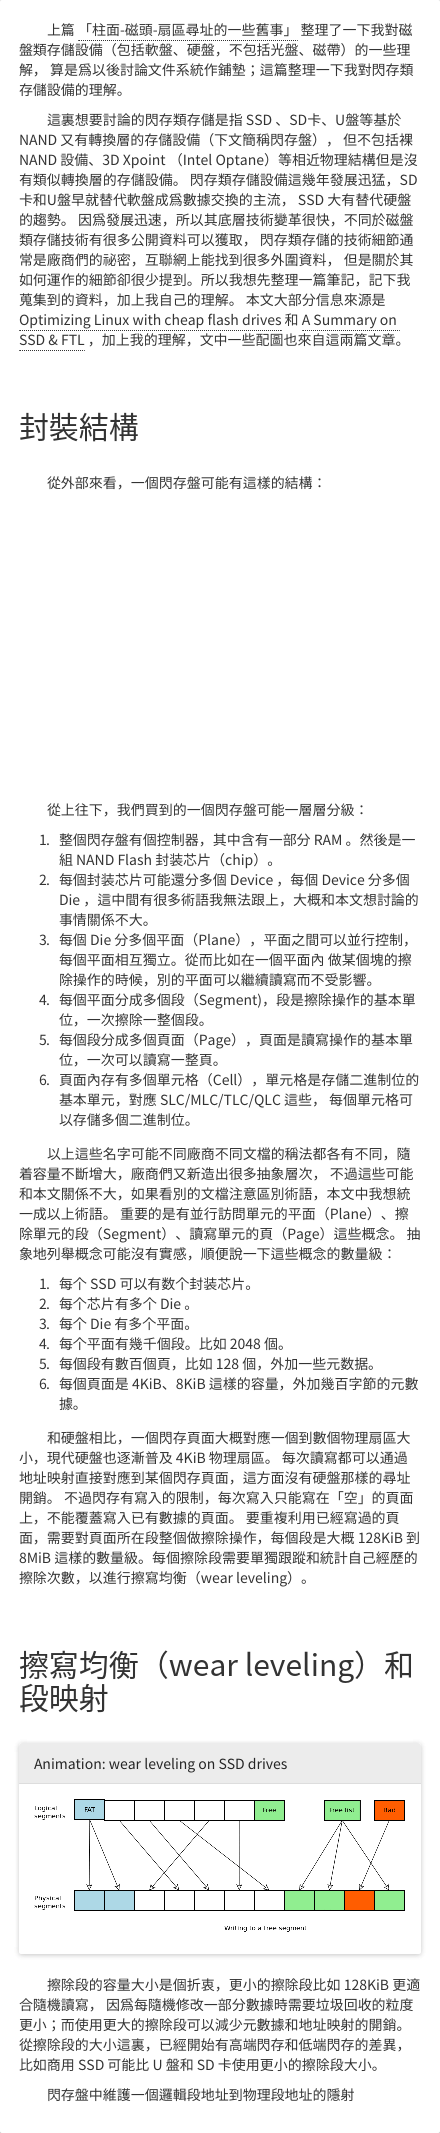 上篇 「柱面-磁頭-扇區尋址的一些舊事」 整理了一下我對磁
盤類存儲設備（包括軟盤、硬盤，不包括光盤、磁帶）的一些理
解， 算是爲以後討論文件系統作鋪墊；這篇整理一下我對閃存類
存儲設備的理解。
這裏想要討論的閃存類存儲是指 SSD 、SD卡、U盤等基於
NAND 又有轉換層的存儲設備（下文簡稱閃存盤）， 但不包括裸
NAND 設備、3D Xpoint （Intel Optane）等相近物理結構但是沒
有類似轉換層的存儲設備。 閃存類存儲設備這幾年發展迅猛，SD
卡和U盤早就替代軟盤成爲數據交換的主流， SSD 大有替代硬盤
的趨勢。 因爲發展迅速，所以其底層技術變革很快，不同於磁盤
類存儲技術有很多公開資料可以獲取， 閃存類存儲的技術細節通
常是廠商們的祕密，互聯網上能找到很多外圍資料， 但是關於其
如何運作的細節卻很少提到。所以我想先整理一篇筆記，記下我
蒐集到的資料，加上我自己的理解。 本文大部分信息來源是
Optimizing Linux with cheap flash drives 和 A Summary on
SSD & FTL ，加上我的理解，文中一些配圖也來自這兩篇文章。
封裝結構
從外部來看，一個閃存盤可能有這樣的結構：
從上往下，我們買到的一個閃存盤可能一層層分級：
1. 整個閃存盤有個控制器，其中含有一部分 RAM 。然後是一
組 NAND Flash 封裝芯片（chip）。
2. 每個封装芯片可能還分多個 Device ，每個 Device 分多個
Die ，這中間有很多術語我無法跟上，大概和本文想討論的
事情關係不大。
3. 每個 Die 分多個平面（Plane），平面之間可以並行控制，
每個平面相互獨立。從而比如在一個平面內 做某個塊的擦
除操作的時候，別的平面可以繼續讀寫而不受影響。
4. 每個平面分成多個段（Segment），段是擦除操作的基本單
位，一次擦除一整個段。
5. 每個段分成多個頁面（Page），頁面是讀寫操作的基本單
位，一次可以讀寫一整頁。
6. 頁面內存有多個單元格（Cell），單元格是存儲二進制位的
基本單元，對應 SLC/MLC/TLC/QLC 這些， 每個單元格可
以存儲多個二進制位。
以上這些名字可能不同廠商不同文檔的稱法都各有不同，隨
着容量不斷增大，廠商們又新造出很多抽象層次， 不過這些可能
和本文關係不大，如果看別的文檔注意區別術語，本文中我想統
一成以上術語。 重要的是有並行訪問單元的平面（Plane）、擦
除單元的段（Segment）、讀寫單元的頁（Page）這些概念。 抽
象地列舉概念可能沒有實感，順便說一下這些概念的數量級：
1. 每个 SSD 可以有数个封装芯片。
2. 每个芯片有多个 Die 。
3. 每个 Die 有多个平面。
4. 每个平面有幾千個段。比如 2048 個。
5. 每個段有數百個頁，比如 128 個，外加一些元数据。
6. 每個頁面是 4KiB、8KiB 這樣的容量，外加幾百字節的元數
據。
和硬盤相比，一個閃存頁面大概對應一個到數個物理扇區大
小，現代硬盤也逐漸普及 4KiB 物理扇區。 每次讀寫都可以通過
地址映射直接對應到某個閃存頁面，這方面沒有硬盤那樣的尋址
開銷。 不過閃存有寫入的限制，每次寫入只能寫在「空」的頁面
上，不能覆蓋寫入已有數據的頁面。 要重複利用已經寫過的頁
面，需要對頁面所在段整個做擦除操作，每個段是大概 128KiB 到
8MiB 這樣的數量級。每個擦除段需要單獨跟蹤和統計自己經歷的
擦除次數，以進行擦寫均衡（wear leveling）。
擦寫均衡（wear leveling）和
段映射
Animation: wear leveling on SSD drives
Logical
segments
FAT
Free
Free list
Bad
Physical
segments
Writing to a free segment
擦除段的容量大小是個折衷，更小的擦除段比如 128KiB 更適
合隨機讀寫， 因爲每隨機修改一部分數據時需要垃圾回收的粒度
更小；而使用更大的擦除段可以減少元數據和地址映射的開銷。
從擦除段的大小這裏，已經開始有高端閃存和低端閃存的差異，
比如商用 SSD 可能比 U 盤和 SD 卡使用更小的擦除段大小。
閃存盤中維護一個邏輯段地址到物理段地址的隱射